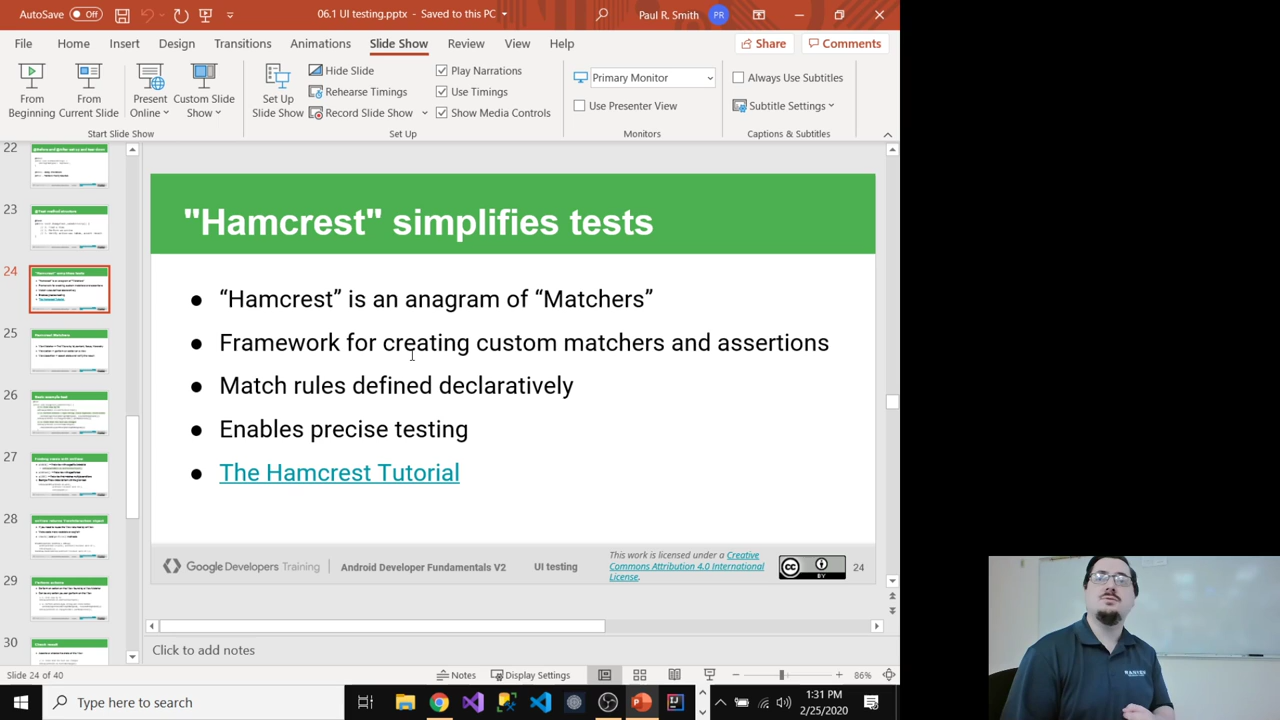 AutoSave Off 06.1 UI testing.pptx - Saved to this PC Paul R. Smith PR
File Home Insert Design Transitions Animations Slide Show Review View Help Share Comments
From Beginning
From Current Slide
Present Online
Custom Slide Show
Start Slide Show
Set Up Slide Show
Hide Slide
Rehearse Timings
Record Slide Show
Play Narrations
Use Timings
Show Media Controls
Set Up
Primary Monitor
Use Presenter View
Monitors
Always Use Subtitles
Subtitle Settings
Captions & Subtitles
22
23
24
25
26
27
28
29
30
"Hamcrest" simplifies tests
● “Hamcrest” is an anagram of “Matchers”
● Framework for creating custom matchers and assertions
● Match rules defined declaratively
● Enables precise testing
● The Hamcrest Tutorial
Google Developers Training
Android Developer Fundamentals V2
UI testing
This work is licensed under a Creative
Commons Attribution 4.0 International
License.
cc BY
24
Click to add notes
Slide 24 of 40 Notes Display Settings 86%
Type here to search
1:31 PM
2/25/2020